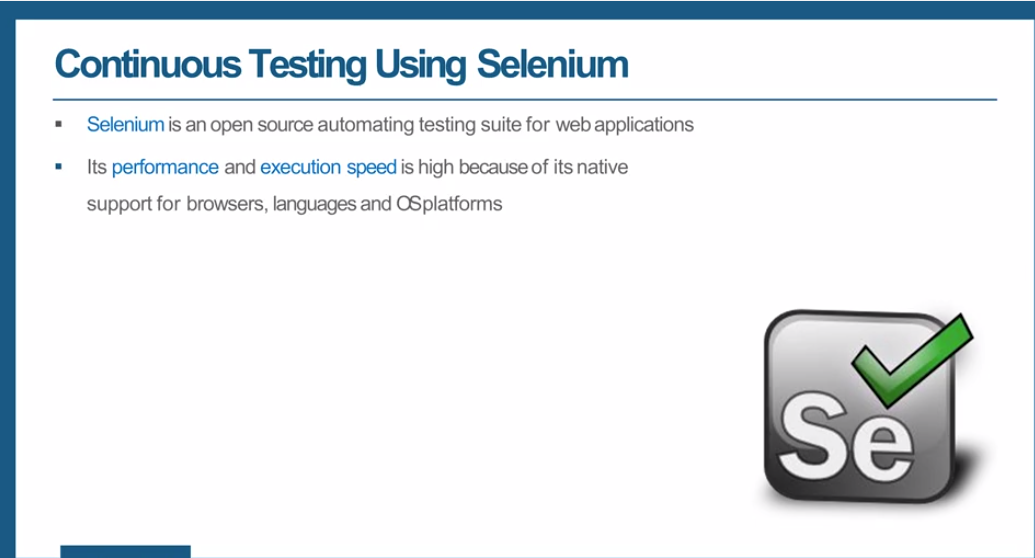 Continuous Testing Using Selenium
▪ Selenium is an open source automating testing suite for web applications
▪ Its performance and execution speed is high because of its native
support for browsers, languages and OS platforms
Se